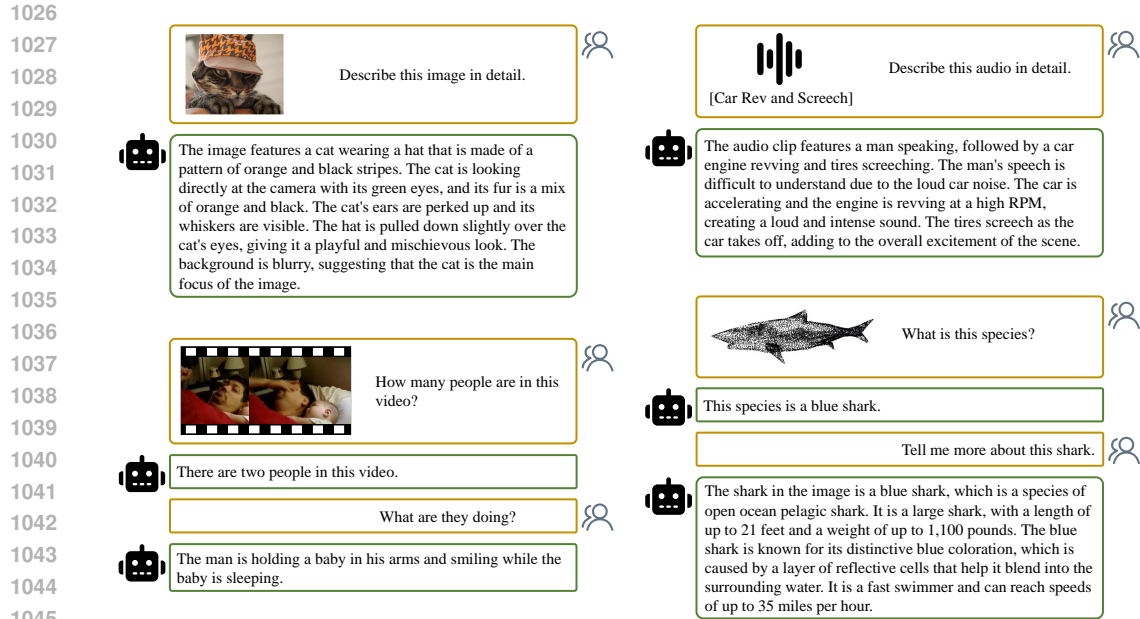 1026
1027
1028
1029
1030
1031
1032
1033
1034
1035
1036
1037
1038
1039
1040
1041
1042
1043
1044
1045
Describe this image in detail.
The image features a cat wearing a hat that is made of a
pattern of orange and black stripes. The cat is looking
directly at the camera with its green eyes, and its fur is a mix
of orange and black. The cat's ears are perked up and its
whiskers are visible. The hat is pulled down slightly over the
cat's eyes, giving it a playful and mischievous look. The
background is blurry, suggesting that the cat is the main
focus of the image.
How many people are in this
video?
There are two people in this video.
What are they doing?
The man is holding a baby in his arms and smiling while the
baby is sleeping.
[Car Rev and Screech]
Describe this audio in detail.
The audio clip features a man speaking, followed by a car
engine revving and tires screeching. The man's speech is
difficult to understand due to the loud car noise. The car is
accelerating and the engine is revving at a high RPM,
creating a loud and intense sound. The tires screech as the
car takes off, adding to the overall excitement of the scene.
What is this species?
This species is a blue shark.
Tell me more about this shark.
The shark in the image is a blue shark, which is a species of
open ocean pelagic shark. It is a large shark, with a length of
up to 21 feet and a weight of up to 1,100 pounds. The blue
shark is known for its distinctive blue coloration, which is
caused by a layer of reflective cells that help it blend into the
surrounding water. It is a fast swimmer and can reach speeds
of up to 35 miles per hour.